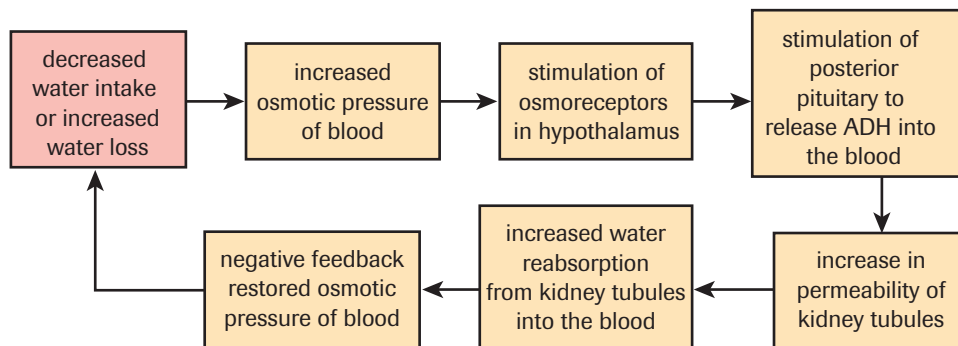 decreased
water intake
or increased
water loss
increased
osmotic pressure
of blood
stimulation of
osmoreceptors
in hypothalamus
stimulation of
posterior
pituitary to
release ADH into
the blood
increase in
permeability of
kidney tubules
increased water
reabsorption
from kidney tubules
into the blood
negative feedback
restored osmotic
pressure of blood